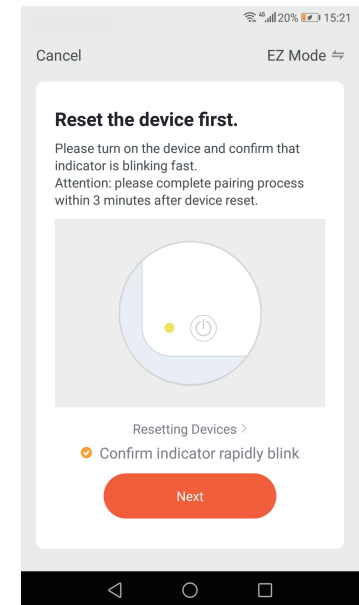 4G 20% 15:21
Cancel EZ Mode
Reset the device first.
Please turn on the device and confirm that
indicator is blinking fast.
Attention: please complete pairing process
within 3 minutes after device reset.
Resetting Devices >
Confirm indicator rapidly blink
Next